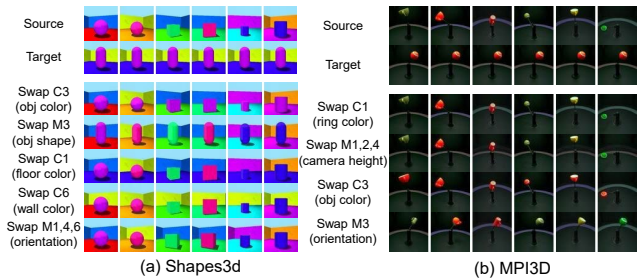 Source
Target
Swap C3
(obj color)
Swap M3
(obj shape)
Swap C1
(floor color)
Swap C6
(wall color)
Swap M1,4,6
(orientation)
(a) Shapes3d
Source
Target
Swap C1
(ring color)
Swap M1,2,4
(camera height)
Swap C3
(obj color)
Swap M3
(orientation)
(b) MPI3D